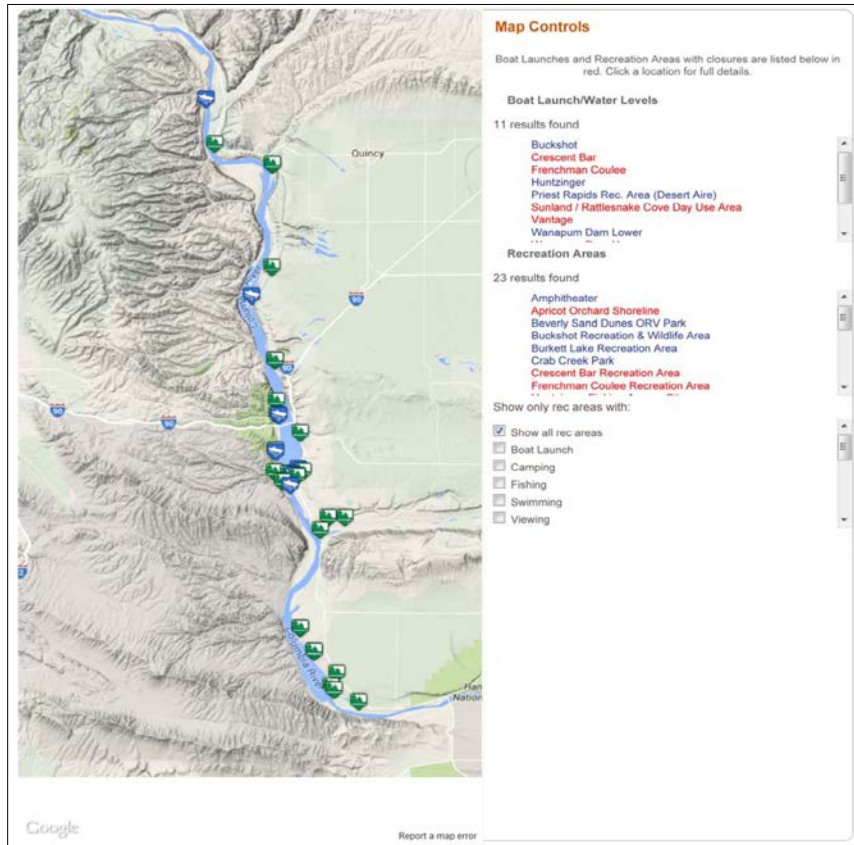 Map Controls
Boat Launches and Recreation Areas with closures are listed below in
red. Click a location for full details.
Boat Launch/Water Levels
11 results found
Buckshot
Crescent Bar
Frenchman Coulee
Huntzinger
Priest Rapids Rec. Area (Desert Aire)
Sunland / Rattlesnake Cove Day Use Area
Vantage
Wanapum Dam Lower
Recreation Areas
23 results found
Amphitheater
Apricot Orchard Shoreline
Beverly Sand Dunes ORV Park
Buckshot Recreation & Wildlife Area
Burkett Lake Recreation Area
Crab Creek Park
Crescent Bar Recreation Area
Frenchman Coulee Recreation Area
Show only rec areas with:
Show all rec areas
Boat Launch
Camping
Fishing
Swimming
Viewing
Quincy
90
90
90
90
Columbia River
Han
Nation
Google
Report a map error